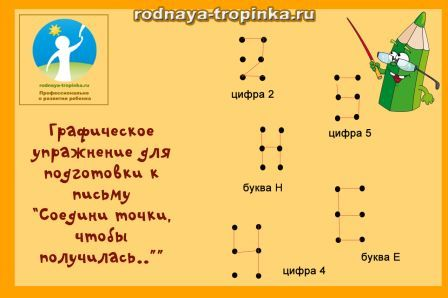 rodnaya-tropinka.ru
rodnaya-tropinka.ru
Профессионально
о развитии ребенка
Графическое
упражнение для
подготовки к
письму
"Соедини точки,
чтобы
получилась..""
цифра 2
цифра 5
буква Н
буква Е
цифра 4